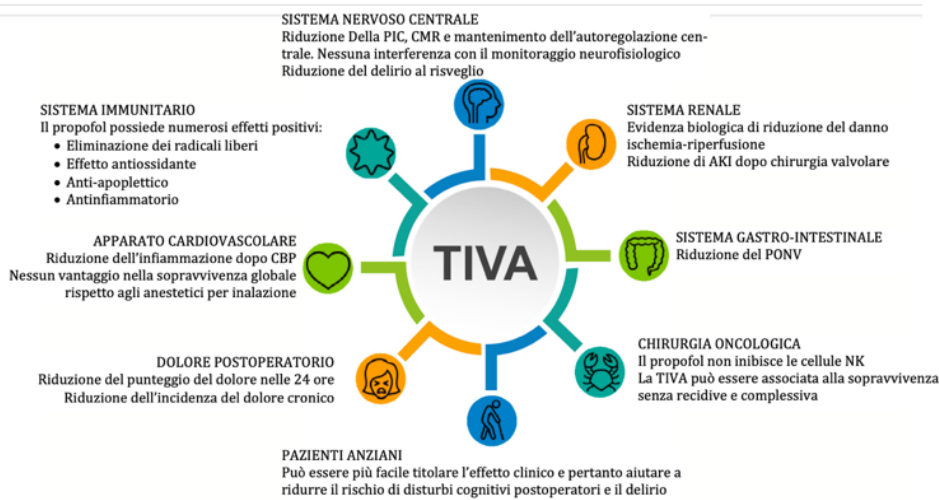 SISTEMA NERVOSO CENTRALE
Riduzione Della PIC, CMR e mantenimento dell'autoregolazione cen-
trale. Nessuna interferenza con il monitoraggio neurofisiologico
Riduzione del delirio al risveglio
SISTEMA IMMUNITARIO
Il propofol possiede numerosi effetti positivi:
• Eliminazione dei radicali liberi
• Effetto antiossidante
• Anti-apoplettico
• Antinfiammatorio
SISTEMA RENALE
Evidenza biologica di riduzione del danno
ischemia-riperfusione
Riduzione di AKI dopo chirurgia valvolare
APPARATO CARDIOVASCOLARE
Riduzione dell'infiammazione dopo CBP
Nessun vantaggio nella sopravvivenza globale
rispetto agli anestetici per inalazione
TIVA
SISTEMA GASTRO-INTESTINALE
Riduzione del PONV
DOLORE POSTOPERATORIO
Riduzione del punteggio del dolore nelle 24 ore
Riduzione dell'incidenza del dolore cronico
CHIRURGIA ONCOLOGICA
Il propofol non inibisce le cellule NK
La TIVA può essere associata alla sopravvivenza
senza recidive e complessiva
PAZIENTI ANZIANI
Può essere più facile titolare l'effetto clinico e pertanto aiutare a
ridurre il rischio di disturbi cognitivi postoperatori e il delirio